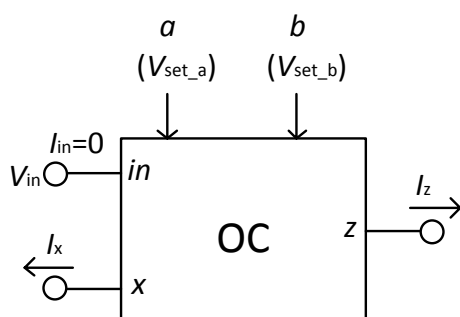 a b
(Vset_a) (Vset_b)
Iin=0
Vin in
Iz
OC z
Ix
x